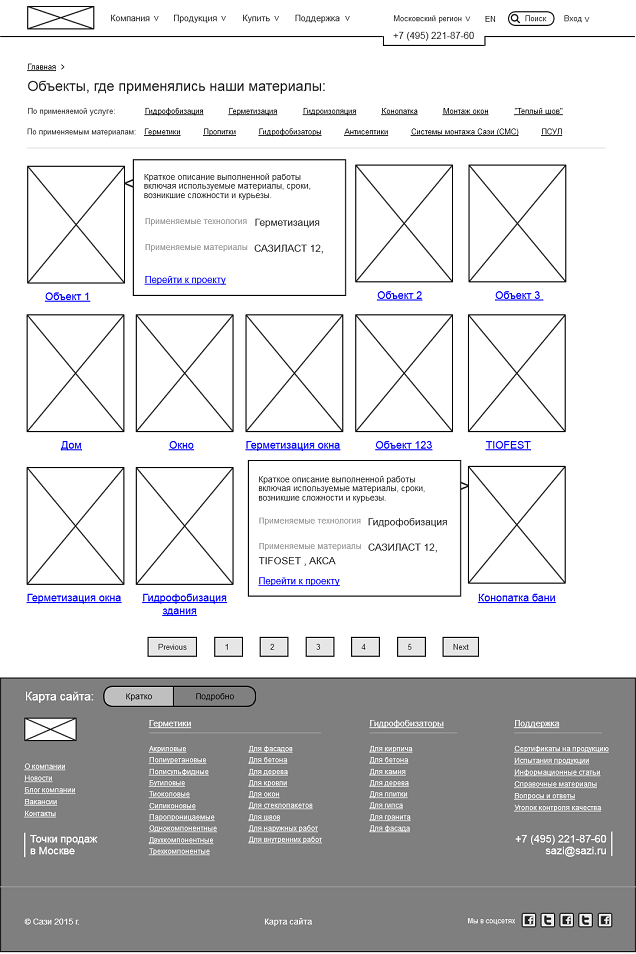 Компания v Продукция v Купить v Поддержка v Московский регион v EN Поиск Вход v
+7 (495) 221-87-60
Главная >
Объекты, где применялись наши материалы:
По применяемой услуге: Гидрофобизация Герметизация Гидроизоляция Конопатка Монтаж окон "Теплый шов"
По применяемым материалам: Герметики Пропитки Гидрофобизаторы Антисептики Системы монтажа Сази (СМС) ПСУЛ
Краткое описание выполненной работы
включая используемые материалы, сроки,
возникшие сложности и курьезы.
Применяемые технология Герметизация
Применяемые материалы САЗИЛАСТ 12,
Перейти к проекту
Объект 1 Объект 2 Объект 3
Дом Окно Герметизация окна Объект 123 TIOFEST
Краткое описание выполненной работы
включая используемые материалы, сроки,
возникшие сложности и курьезы.
Применяемые технология Гидрофобизация
Применяемые материалы САЗИЛАСТ 12,
TIFOSET , АКСА
Перейти к проекту
Герметизация окна Гидрофобизация
здания
Конопатка бани
Previous 1 2 3 4 5 Next
Карта сайта: Кратко Подробно
О компании
Новости
Блог компании
Вакансии
Контакты
Точки продаж
в Москве
Герметики
Акриловые
Полиуретановые
Полисульфидные
Бутиловые
Тиоколовые
Силиконовые
Паропроницаемые
Однокомпонентные
Двухкомпонентные
Трехкомпонентые
Для фасадов
Для бетона
Для дерева
Для кровли
Для окон
Для стеклопакетов
Для швов
Для наружных работ
Для внутренних работ
Гидрофобизаторы
Для кирпича
Для бетона
Для камня
Для дерева
Для плитки
Для гипса
Для гранита
Для фасада
Поддержка
Сертификаты на продукцию
Испытания продукции
Информационные статьи
Справочные материалы
Вопросы и ответы
Уголок контроля качества
+7 (495) 221-87-60
sazi@sazi.ru
© Сази 2015 г. Карта сайта Мы в соцсетях